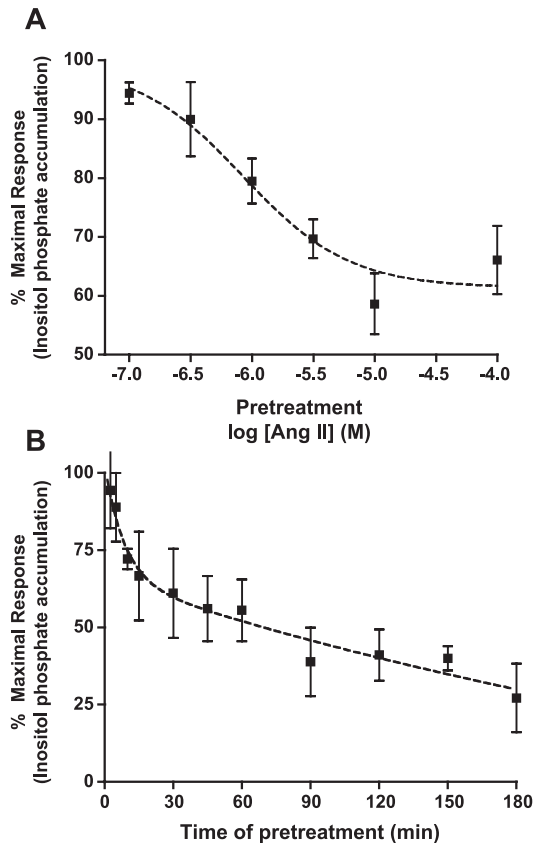 A
% Maximal Response
(Inositol phosphate accumulation)
100
90
80
70
60
50
-7.0 -6.5 -6.0 -5.5 -5.0 -4.5 -4.0
Pretreatment
log [Ang II] (M)
B
% Maximal Response
(Inositol phosphate accumulation)
100
75
50
25
0
0 30 60 90 120 150 180
Time of pretreatment (min)